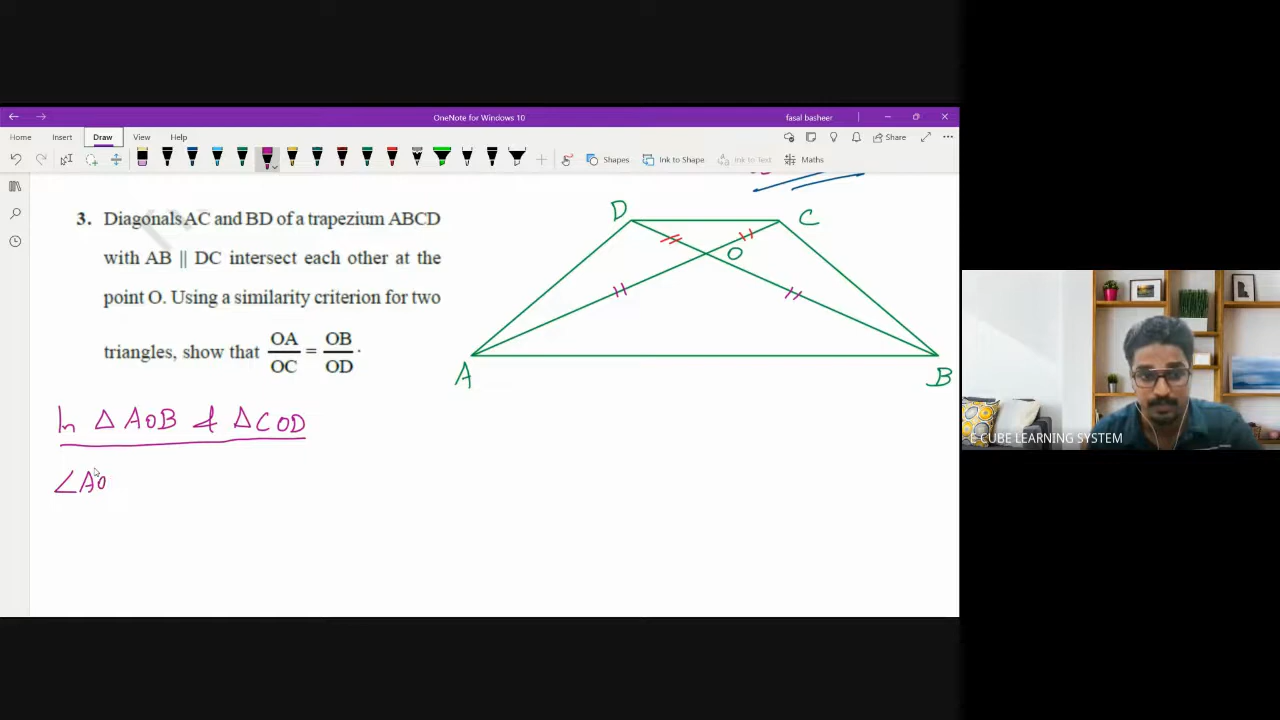 OneNote for Windows 10
fasal basheer
Home Insert Draw View Help
Share
Shapes
Ink to Shape
Ink to Text
Maths
3. Diagonals AC and BD of a trapezium ABCD
with AB || DC intersect each other at the
point O. Using a similarity criterion for two
triangles, show that OA/OC = OB/OD.
D
C
O
A
B
In △ AOB & △ COD
∠AO
E CUBE LEARNING SYSTEM